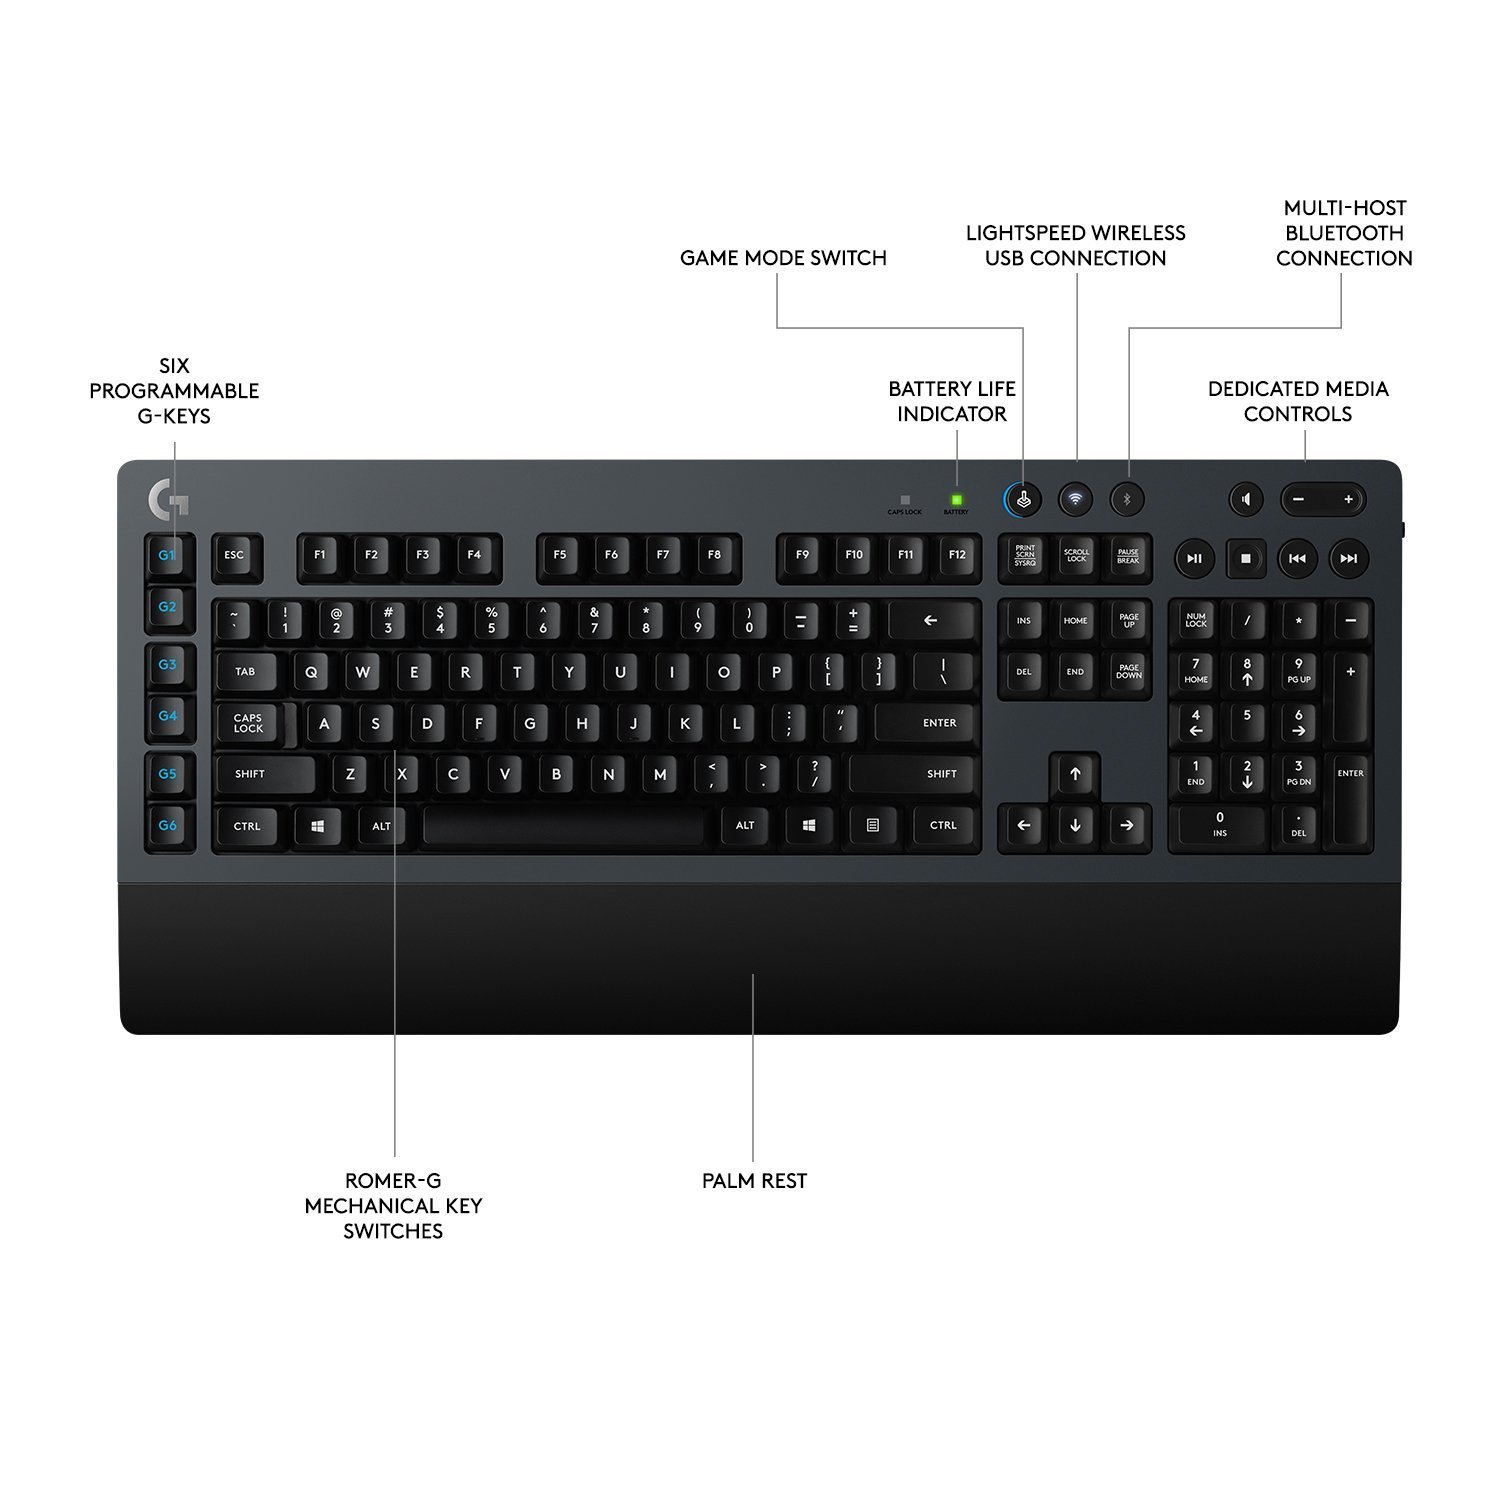 MULTI-HOST
BLUETOOTH
CONNECTION
LIGHTSPEED WIRELESS
USB CONNECTION
GAME MODE SWITCH
SIX
PROGRAMMABLE
G-KEYS
BATTERY LIFE
INDICATOR
DEDICATED MEDIA
CONTROLS
G
CAPS LOCK BATTERY
− +
G1 ESC F1 F2 F3 F4 F5 F6 F7 F8 F9 F10 F11 F12
PRINT
SCRN
SYSRQ
SCROLL
LOCK
PAUSE
BREAK
G2
~ ! @ # $ % ^ & * ( ) _ +
` 1 2 3 4 5 6 7 8 9 0 - = ←
INS HOME PAGE
UP
NUM
LOCK
/ * −
G3 TAB Q W E R T Y U I O P { } |
[ ] \
DEL END PAGE
DOWN
7 8 9 +
HOME ↑ PG UP
G4 CAPS
LOCK
A S D F G H J K L : "
; ' ENTER
4 5 6
← →
G5 SHIFT Z X C V B N M < > ?
, . / SHIFT
↑
1 2 3 ENTER
END ↓ PG DN
G6 CTRL ALT ALT CTRL
← ↓ →
0 .
INS DEL
ROMER-G
MECHANICAL KEY
SWITCHES
PALM REST